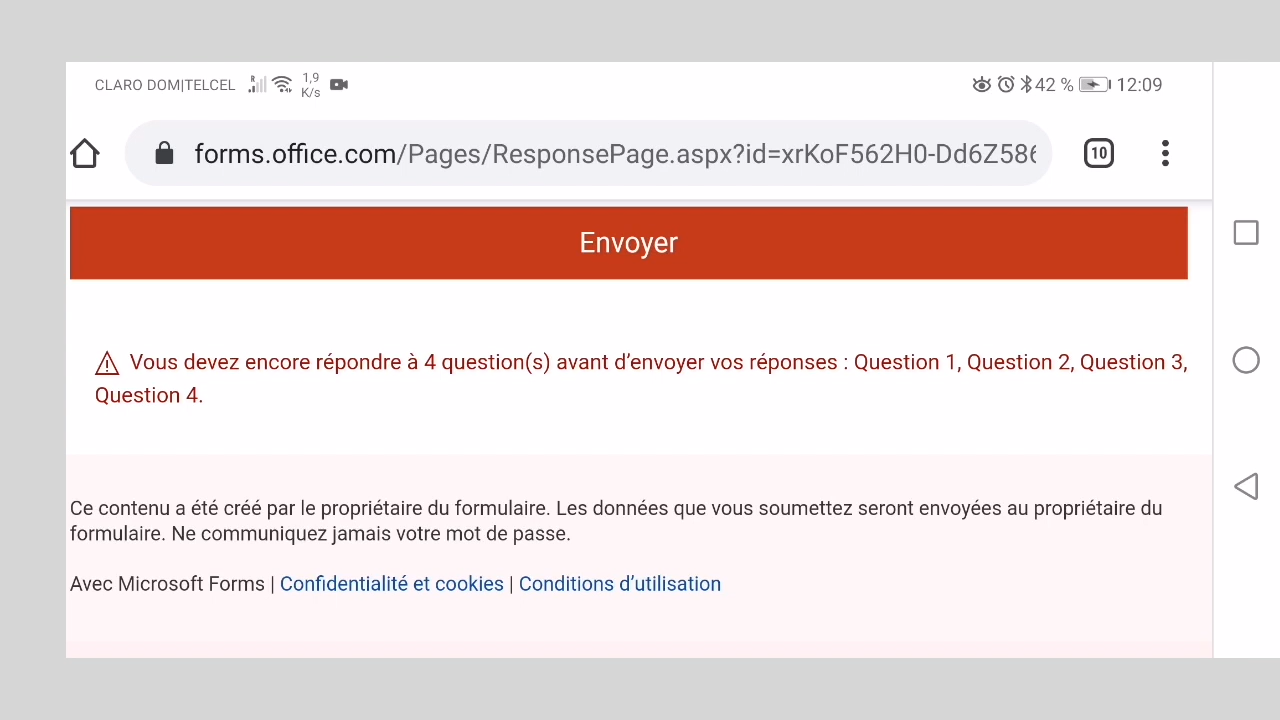 CLARO DOM|TELCEL R 1,9 K/s 42 % 12:09
forms.office.com/Pages/ResponsePage.aspx?id=xrKoF562H0-Dd6Z586 10
Envoyer
Vous devez encore répondre à 4 question(s) avant d’envoyer vos réponses : Question 1, Question 2, Question 3,
Question 4.
Ce contenu a été créé par le propriétaire du formulaire. Les données que vous soumettez seront envoyées au propriétaire du
formulaire. Ne communiquez jamais votre mot de passe.
Avec Microsoft Forms | Confidentialité et cookies | Conditions d’utilisation